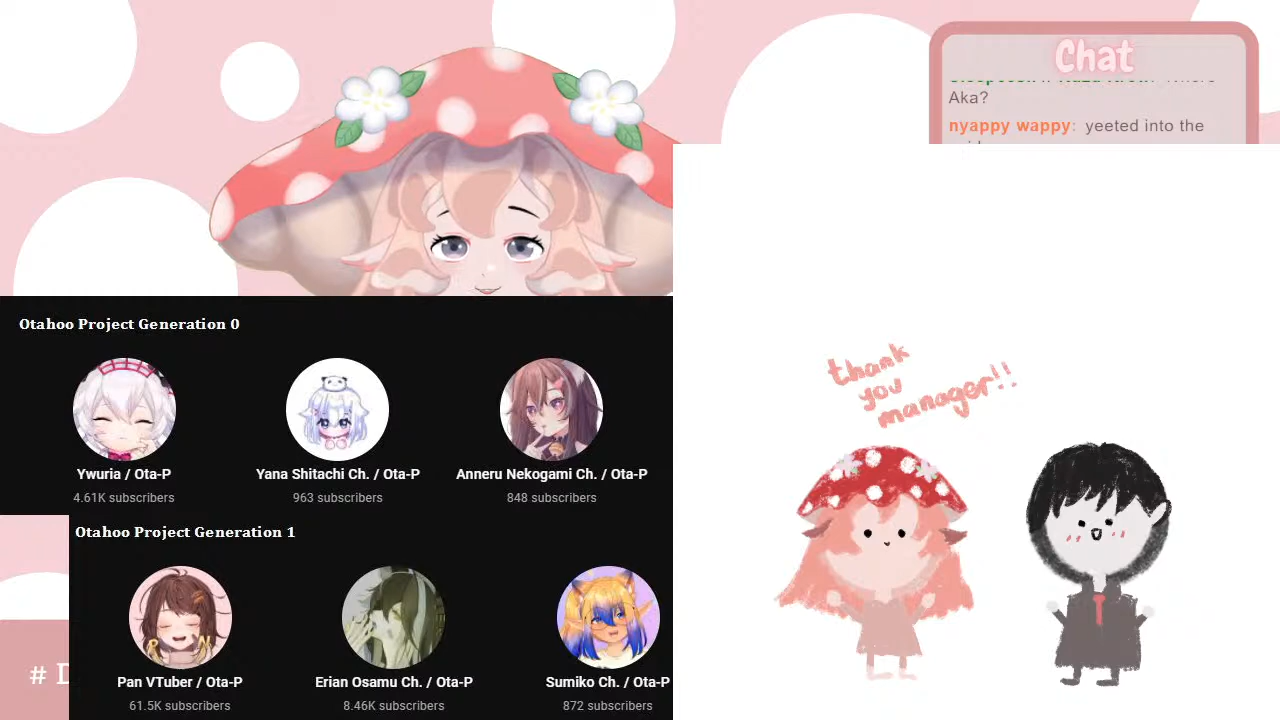 Chat
Aka?
nyappy wappy: yeeted into the
Otahoo Project Generation 0
Ywuria / Ota-P
Yana Shitachi Ch. / Ota-P
Anneru Nekogami Ch. / Ota-P
4.61K subscribers
963 subscribers
848 subscribers
Otahoo Project Generation 1
Pan VTuber / Ota-P
Erian Osamu Ch. / Ota-P
Sumiko Ch. / Ota-P
61.5K subscribers
8.46K subscribers
872 subscribers
# D
thank
you
manager!!